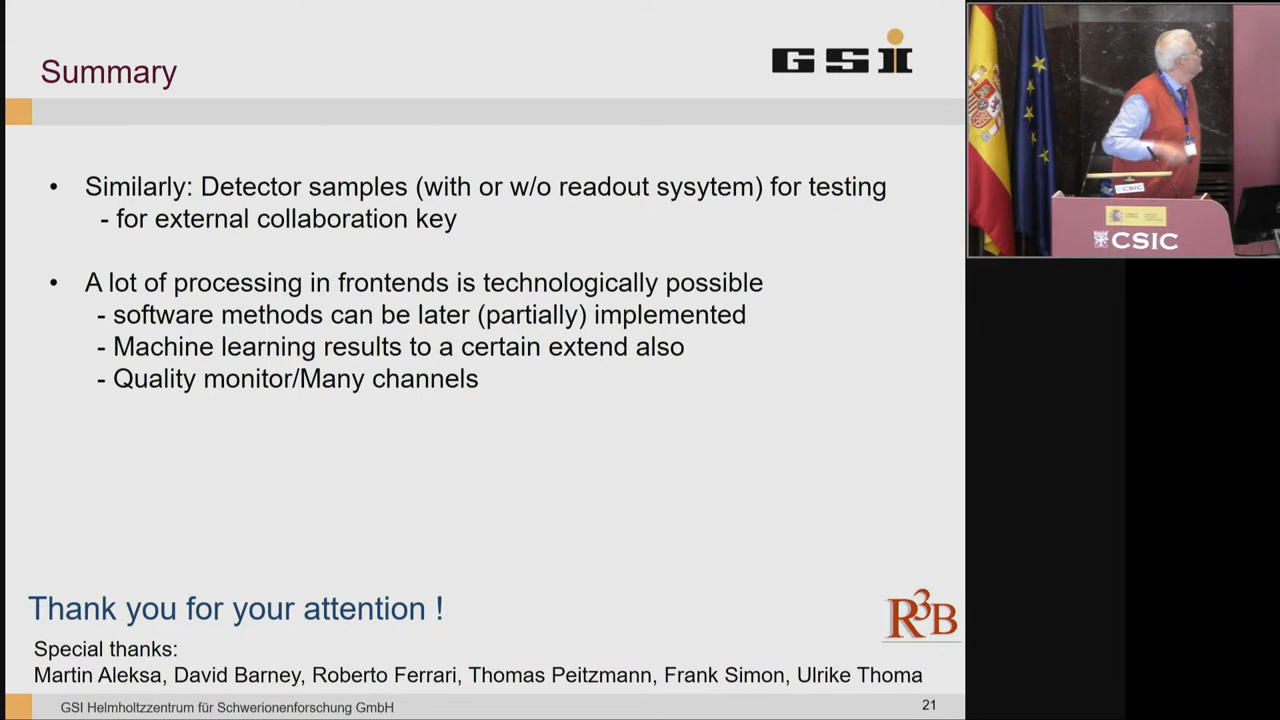 Summary
GSI
• Similarly: Detector samples (with or w/o readout sysytem) for testing
- for external collaboration key
• A lot of processing in frontends is technologically possible
- software methods can be later (partially) implemented
- Machine learning results to a certain extend also
- Quality monitor/Many channels
Thank you for your attention !
R3B
Special thanks:
Martin Aleksa, David Barney, Roberto Ferrari, Thomas Peitzmann, Frank Simon, Ulrike Thoma
GSI Helmholtzzentrum für Schwerionenforschung GmbH
21
CSIC
CSIC